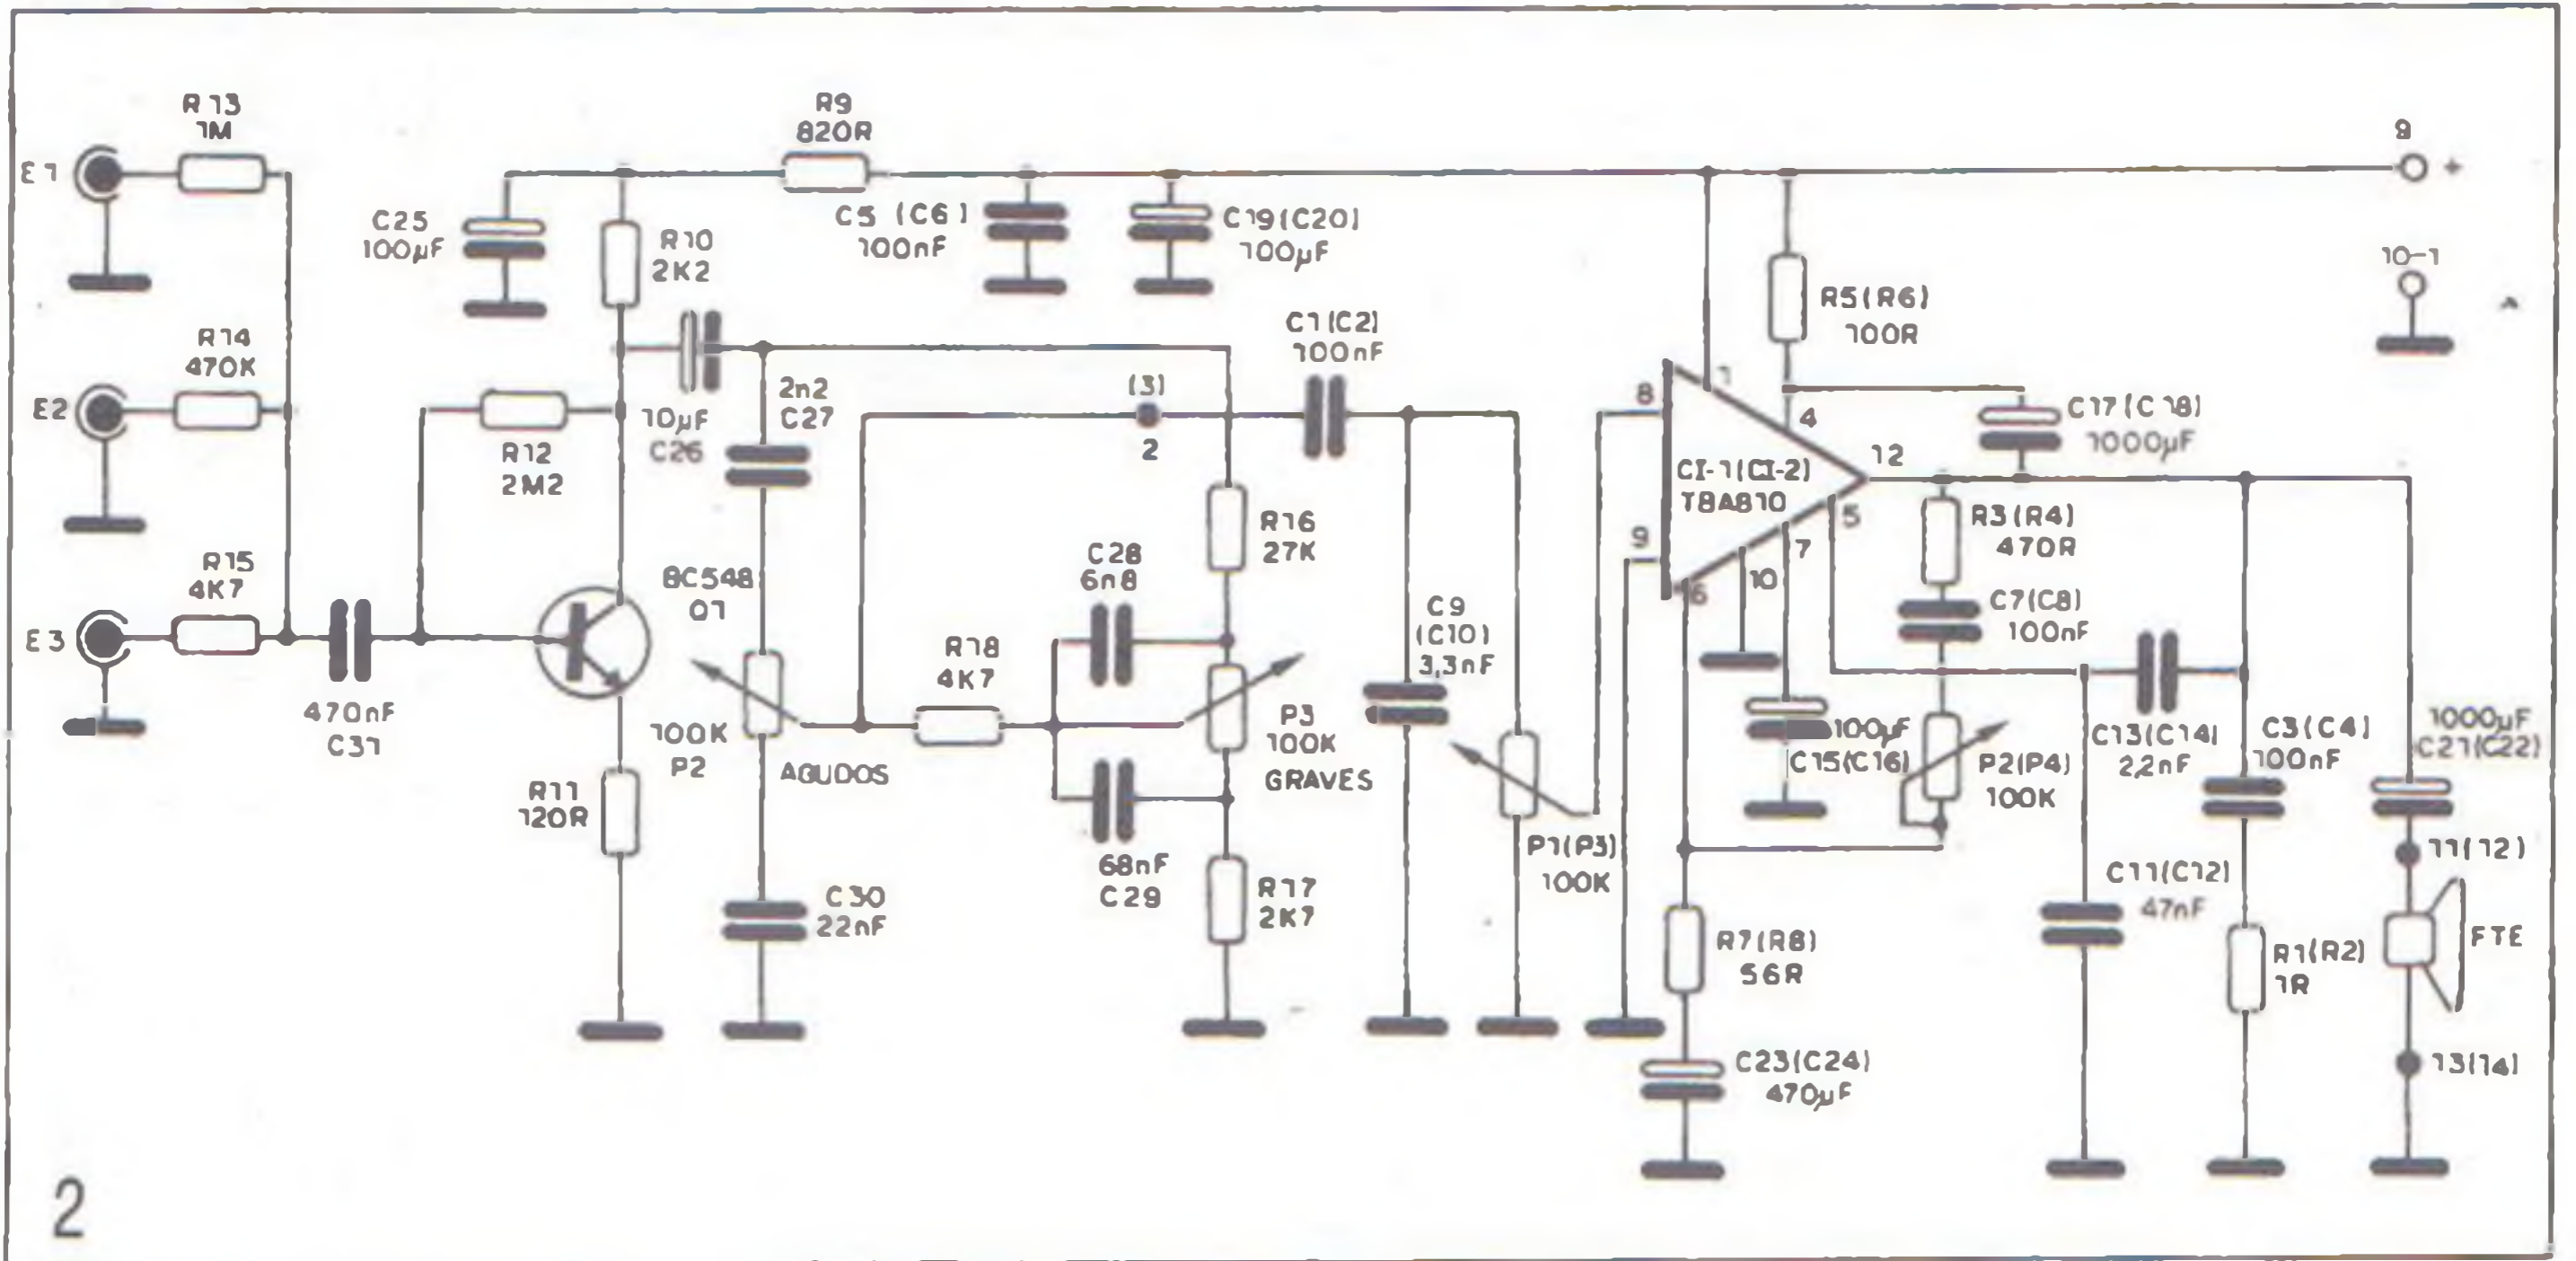 R13
1M
E1
R9
820R
9
+
C25
100µF
R10
2K2
C5 (C6)
100nF
C19(C20)
100µF
10-1
R5(R6)
100R
R14
470K
E2
C1(C2)
100nF
(3)
2
10µF
C26
2n2
C27
R12
2M2
8
1
4
C17(C18)
1000µF
12
CI-1(CI-2)
TBA810
R16
27K
R3(R4)
470R
5
7
9
10
6
R15
4K7
E3
BC548
Q1
C28
6n8
C9
(C10)
3,3nF
C7(C8)
100nF
R18
4K7
470nF
C31
100K
P2
AGUDOS
P3
100K
GRAVES
100µF
C15(C16)
P2(P4)
100K
C13(C14)
2,2nF
C3(C4)
100nF
1000µF
C21(C22)
R11
120R
68nF
C29
P1(P3)
100K
11(12)
C30
22nF
R17
2K7
C11(C12)
47nF
R7(R8)
56R
R1(R2)
1R
FTE
C23(C24)
470µF
13(14)
2